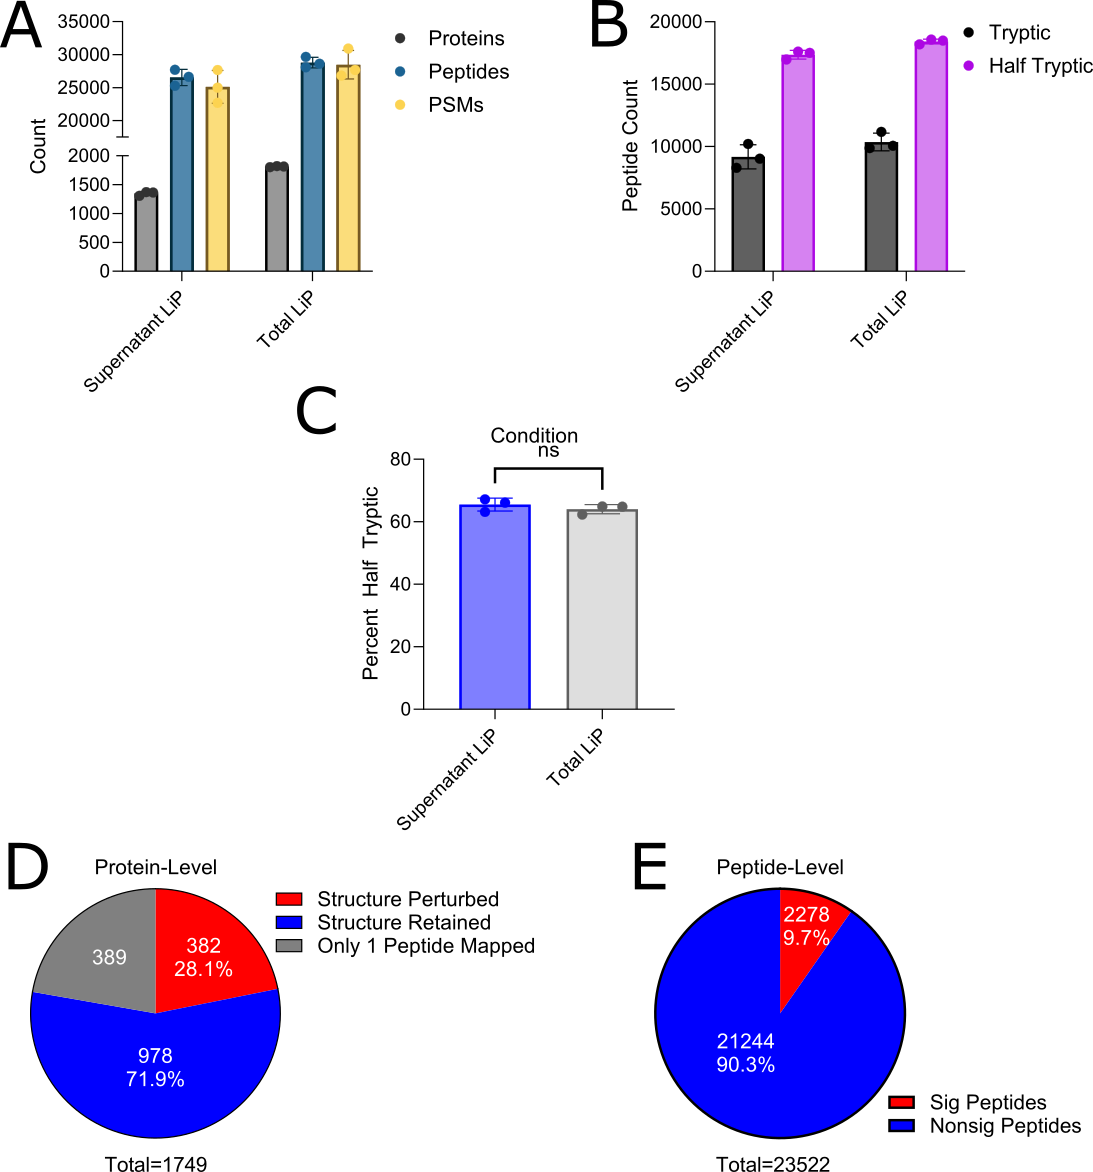 A
35000
30000
25000
20000
2000
1500
1000
500
0
Count
Supernatant LiP
Total LiP
Proteins
Peptides
PSMs
B
20000
15000
10000
5000
0
Peptide Count
Supernatant LiP
Total LiP
Tryptic
Half Tryptic
C
Condition
ns
80
60
40
20
0
Percent Half Tryptic
Supernatant LiP
Total LiP
D
Protein-Level
389
382
28.1%
978
71.9%
Total=1749
Structure Perturbed
Structure Retained
Only 1 Peptide Mapped
E
Peptide-Level
2278
9.7%
21244
90.3%
Sig Peptides
Nonsig Peptides
Total=23522